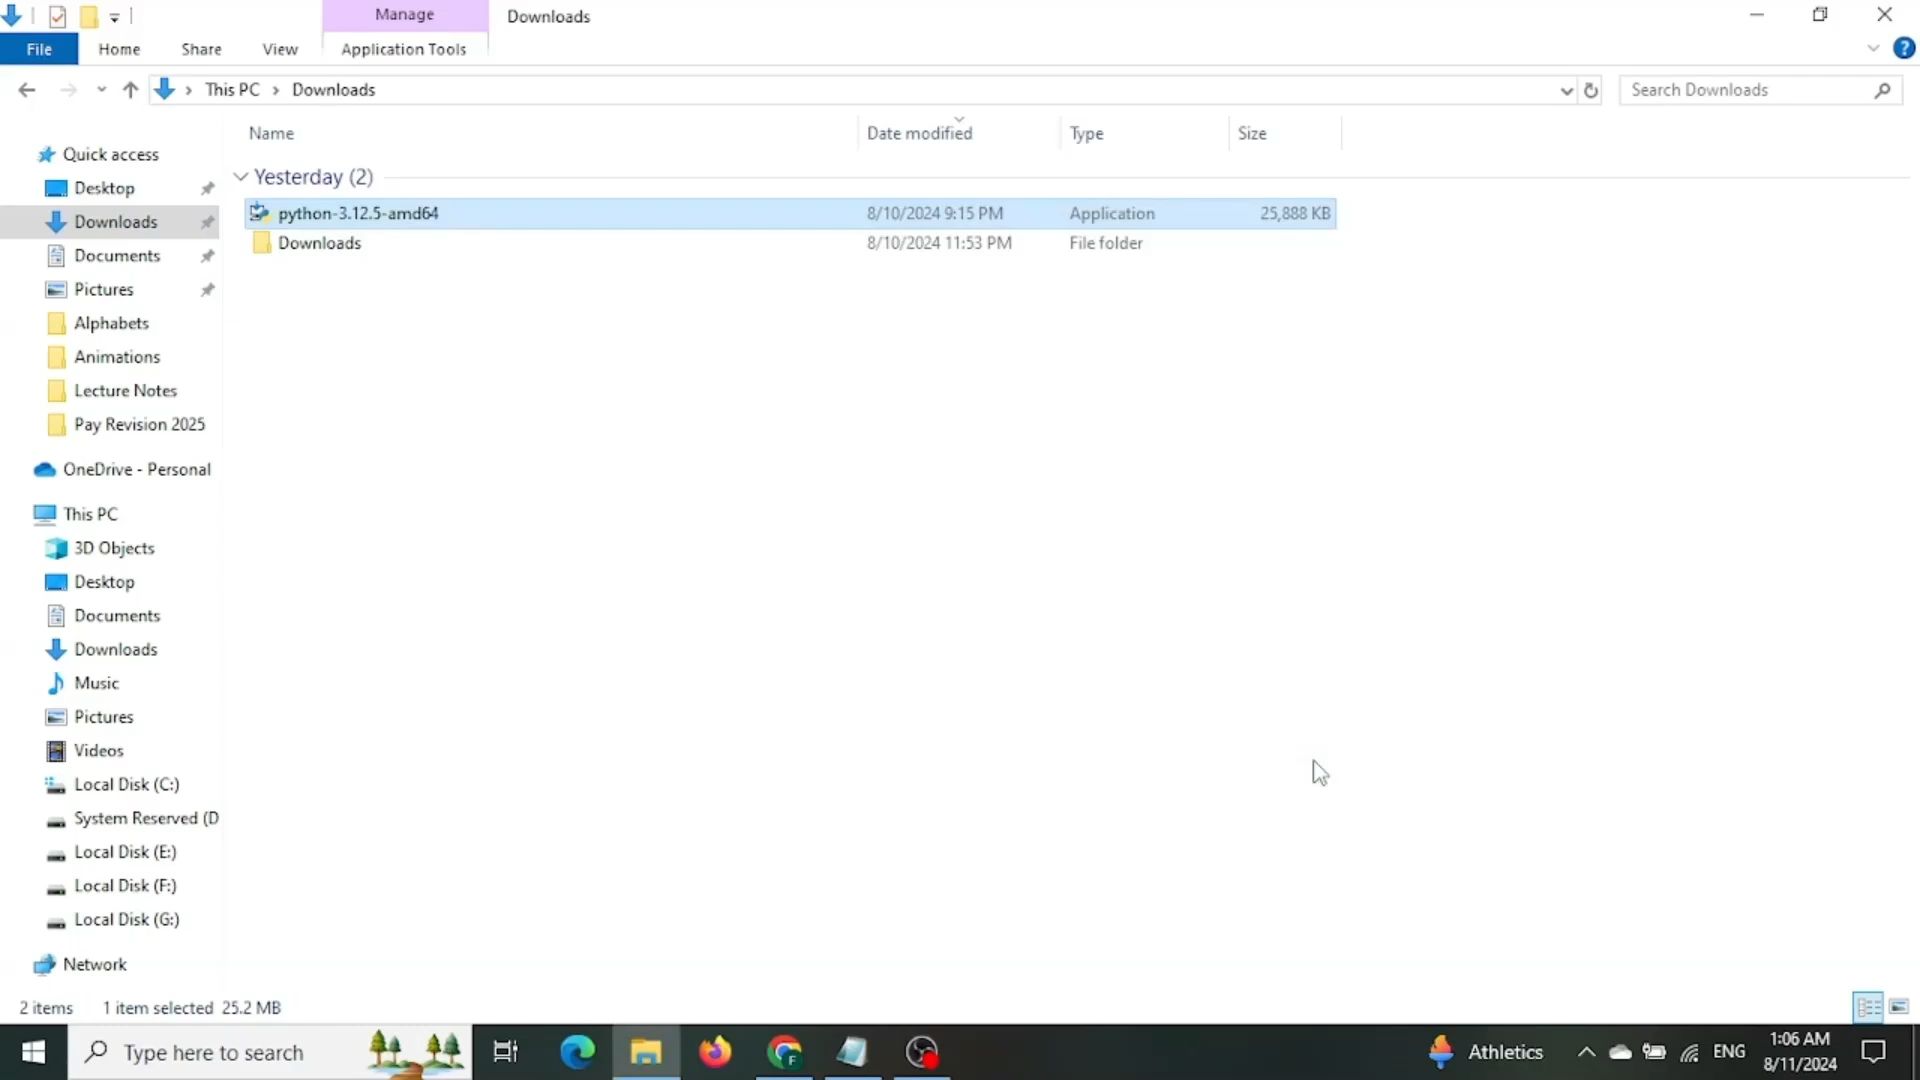 Manage
Downloads
File
Home
Share
View
Application Tools
This PC
Downloads
Search Downloads
Name
Date modified
Type
Size
Quick access
Desktop
Downloads
Documents
Pictures
Alphabets
Animations
Lecture Notes
Pay Revision 2025
OneDrive - Personal
This PC
3D Objects
Desktop
Documents
Downloads
Music
Pictures
Videos
Local Disk (C:)
System Reserved (D
Local Disk (E:)
Local Disk (F:)
Local Disk (G:)
Network
Yesterday (2)
python-3.12.5-amd64 8/10/2024 9:15 PM Application 25,888 KB
Downloads 8/10/2024 11:53 PM File folder
2 items 1 item selected 25.2 MB
Type here to search
F
Athletics
ENG
1:06 AM
8/11/2024